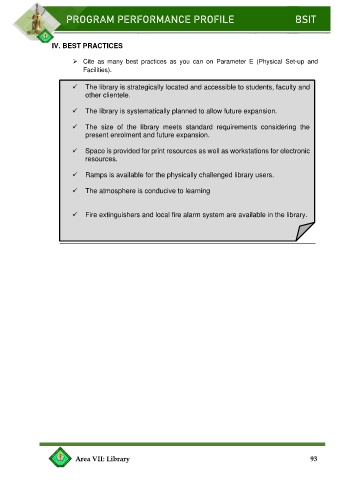 PROGRAM PERFORMANCE PROFILE BSIT
IV. BEST PRACTICES
➢ Cite as many best practices as you can on Parameter E (Physical Set-up and
Facilities).
✓ The library is strategically located and accessible to students, faculty and
other clientele.
✓ The library is systematically planned to allow future expansion.
✓ The size of the library meets standard requirements considering the
present enrolment and future expansion.
✓ Space is provided for print resources as well as workstations for electronic
resources.
✓ Ramps is available for the physically challenged library users.
✓ The atmosphere is conducive to learning
✓ Fire extinguishers and local fire alarm system are available in the library.
Area VII: Library 93